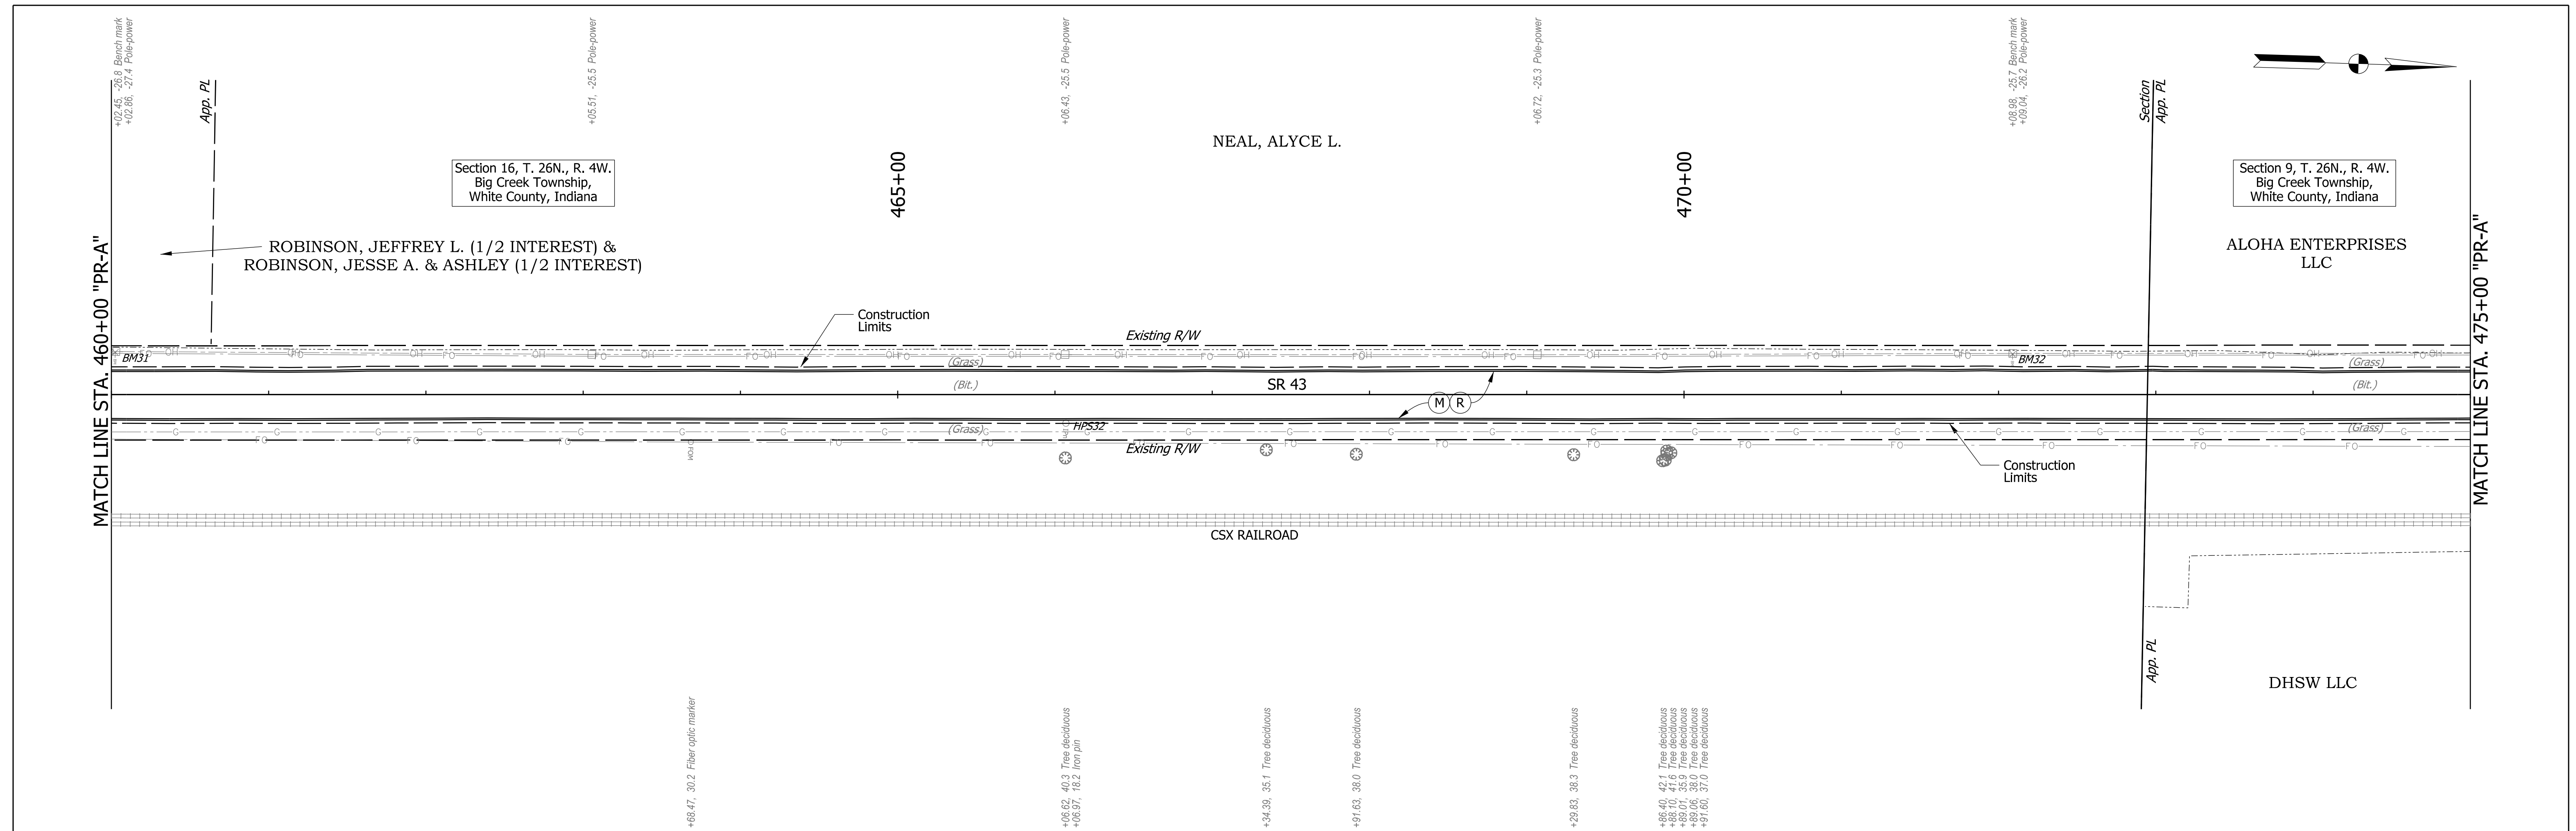 +02.45, -26.8 Bench mark
+02.86, -27.4 Pole-power
+05.51, -25.5 Pole-power
+06.43, -25.5 Pole-power
+06.72, -25.3 Pole-power
+08.98, -25.7 Bench mark
+09.04, -26.2 Pole-power
App. PL
Section
App. PL
NEAL, ALYCE L.
Section 16, T. 26N., R. 4W.
Big Creek Township,
White County, Indiana
465+00
470+00
Section 9, T. 26N., R. 4W.
Big Creek Township,
White County, Indiana
ROBINSON, JEFFREY L. (1/2 INTEREST) &
ROBINSON, JESSE A. & ASHLEY (1/2 INTEREST)
ALOHA ENTERPRISES
LLC
MATCH LINE STA. 460+00 "PR-A"
MATCH LINE STA. 475+00 "PR-A"
Construction
Limits
Existing R/W
BM31
BM32
(Grass)
(Grass)
(Bit.)
SR 43
(Bit.)
M R
(Grass)
HPS32
(Grass)
Existing R/W
FOM
Construction
Limits
CSX RAILROAD
App. PL
DHSW LLC
+68.47, 30.2 Fiber optic marker
+06.62, 40.3 Tree deciduous
+06.97, 18.2 Iron pin
+34.39, 35.1 Tree deciduous
+91.63, 38.0 Tree deciduous
+29.83, 38.3 Tree deciduous
+86.40, 42.1 Tree deciduous
+88.10, 41.6 Tree deciduous
+89.01, 35.9 Tree deciduous
+89.06, 38.0 Tree deciduous
+91.60, 37.0 Tree deciduous